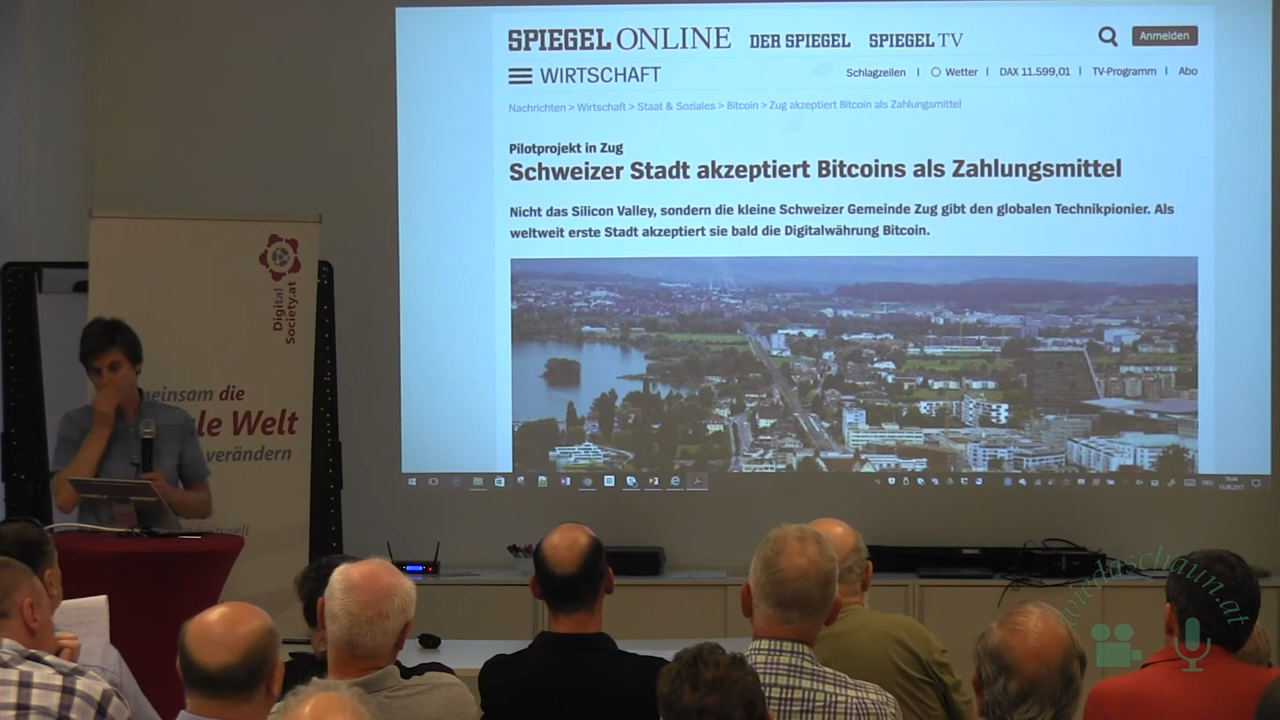 SPIEGEL ONLINE DER SPIEGEL SPIEGEL TV Anmelden
WIRTSCHAFT Schlagzeilen | Wetter | DAX 11.599,01 | TV-Programm | Abo
Nachrichten > Wirtschaft > Staat & Soziales > Bitcoin > Zug akzeptiert Bitcoin als Zahlungsmittel
Pilotprojekt in Zug
Schweizer Stadt akzeptiert Bitcoins als Zahlungsmittel
Nicht das Silicon Valley, sondern die kleine Schweizer Gemeinde Zug gibt den globalen Technikpionier. Als
weltweit erste Stadt akzeptiert sie bald die Digitalwährung Bitcoin.
Digital
Society.at
meinsam die
le Welt
verändern
DEU